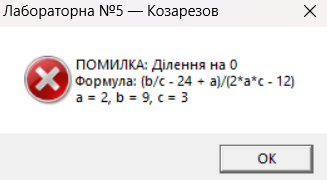 Лабораторна №5 — Козарезов
ПОМИЛКА: Ділення на 0
Формула: (b/c - 24 + a)/(2*a*c - 12)
a = 2, b = 9, c = 3
OK